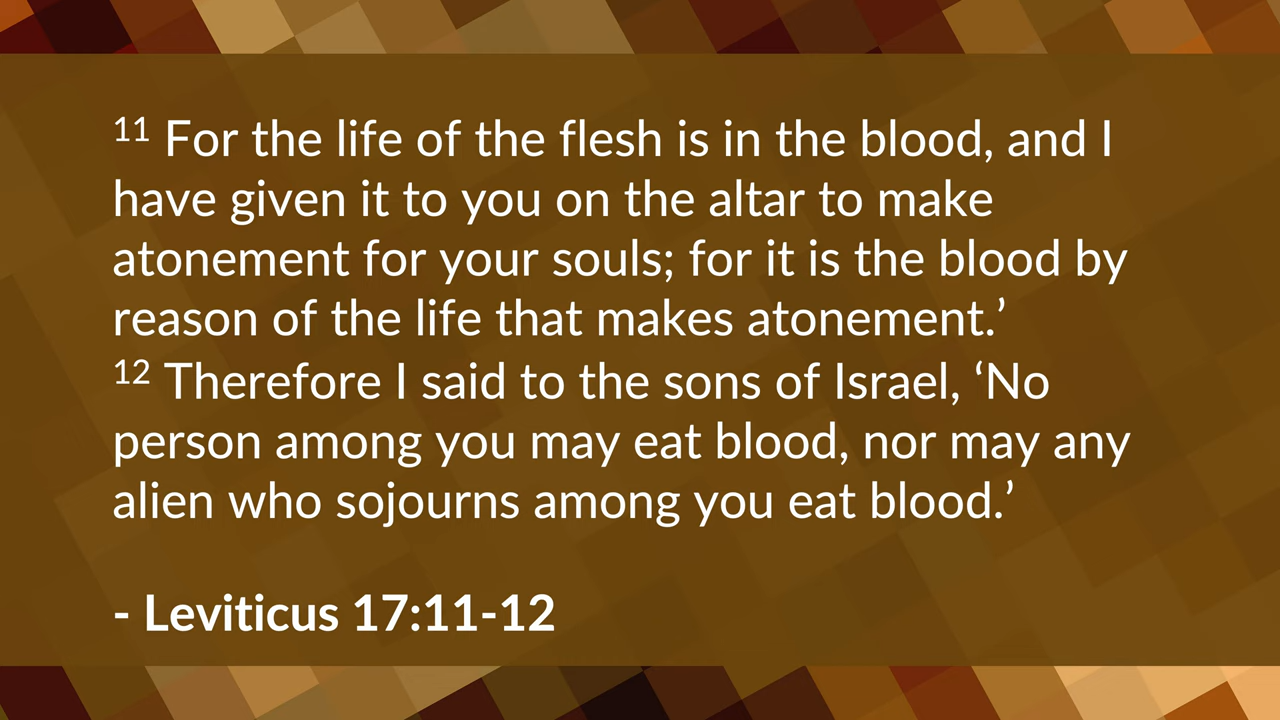 11 For the life of the flesh is in the blood, and I
have given it to you on the altar to make
atonement for your souls; for it is the blood by
reason of the life that makes atonement.’
12 Therefore I said to the sons of Israel, ‘No
person among you may eat blood, nor may any
alien who sojourns among you eat blood.’
- Leviticus 17:11-12